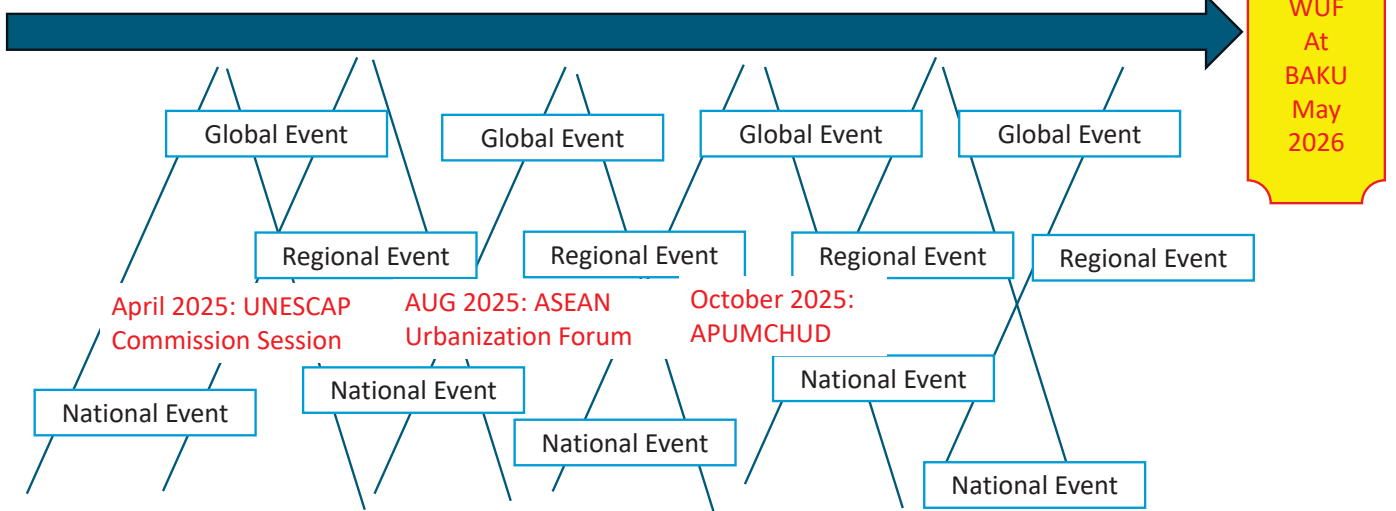 WUF
At
BAKU
May
2026
Global Event
Global Event
Global Event
Global Event
Regional Event
Regional Event
Regional Event
Regional Event
April 2025: UNESCAP
Commission Session
AUG 2025: ASEAN
Urbanization Forum
October 2025:
APUMCHUD
National Event
National Event
National Event
National Event
National Event